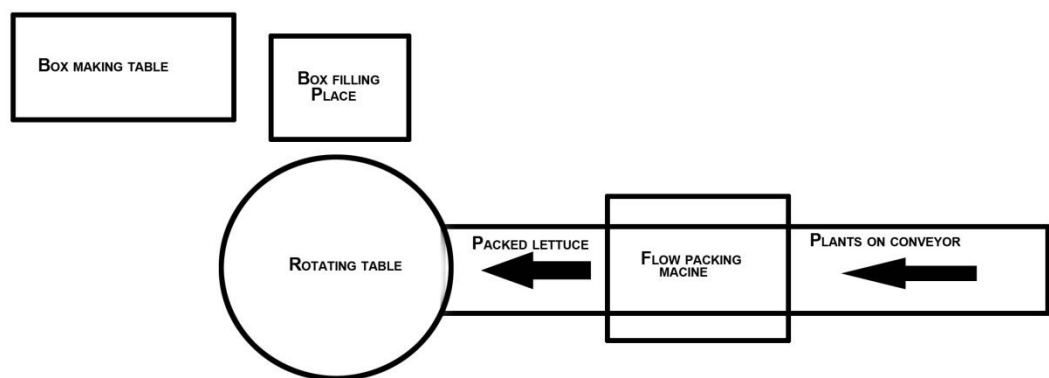 Box making table
Box filling
Place
Rotating table
Packed lettuce
Flow packing
macine
Plants on conveyor